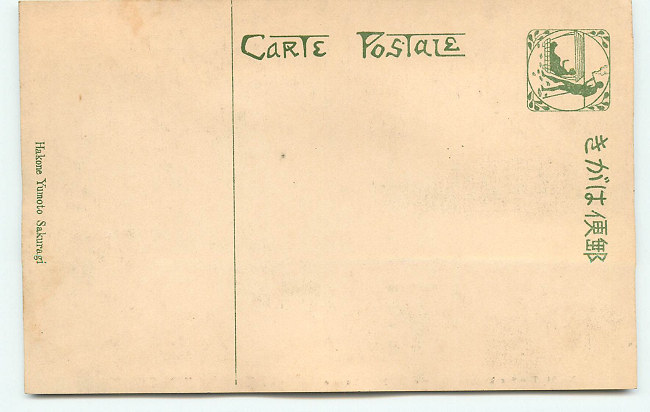 CARTE POSTALE
郵便はがき
Hakone Yumoto Sakuragi